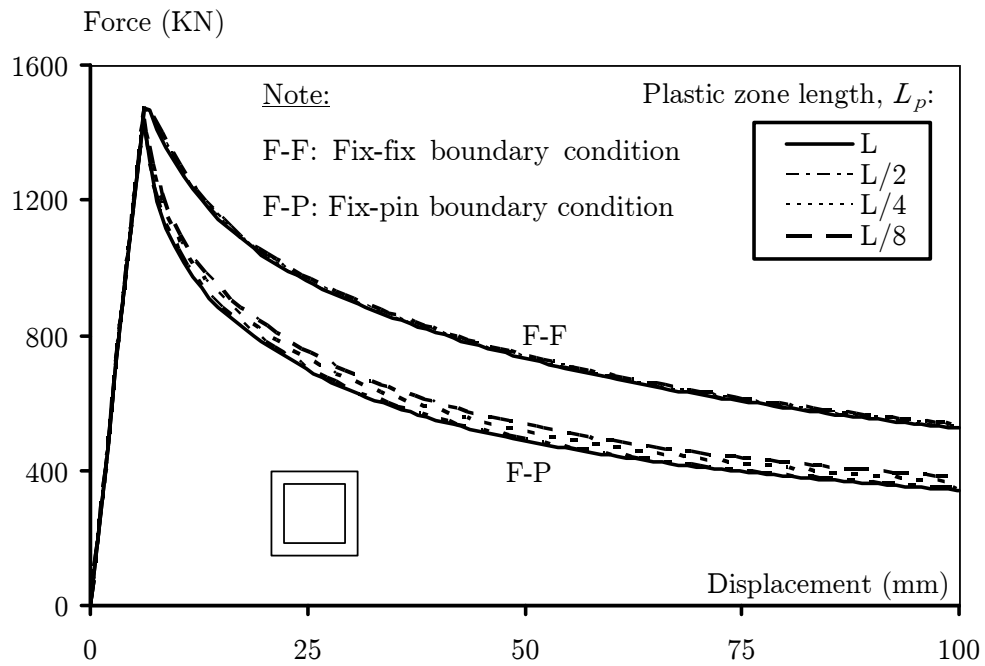 Force (KN)
1600
1200
800
400
0
Note:
F-F: Fix-fix boundary condition
F-P: Fix-pin boundary condition
Plastic zone length, Lₚ:
L
L/2
L/4
L/8
F-F
F-P
Displacement (mm)
0 25 50 75 100